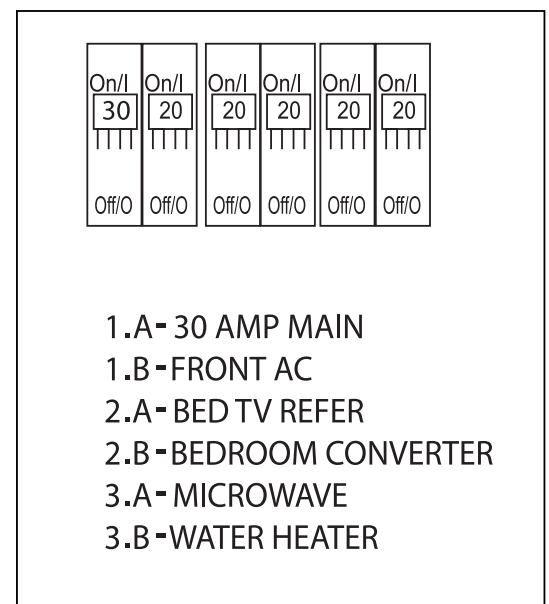 On/I On/I On/I On/I On/I On/I
30 20 20 20 20 20
Off/O Off/O Off/O Off/O Off/O Off/O
1.A-30 AMP MAIN
1.B-FRONT AC
2.A-BED TV REFER
2.B-BEDROOM CONVERTER
3.A-MICROWAVE
3.B-WATER HEATER